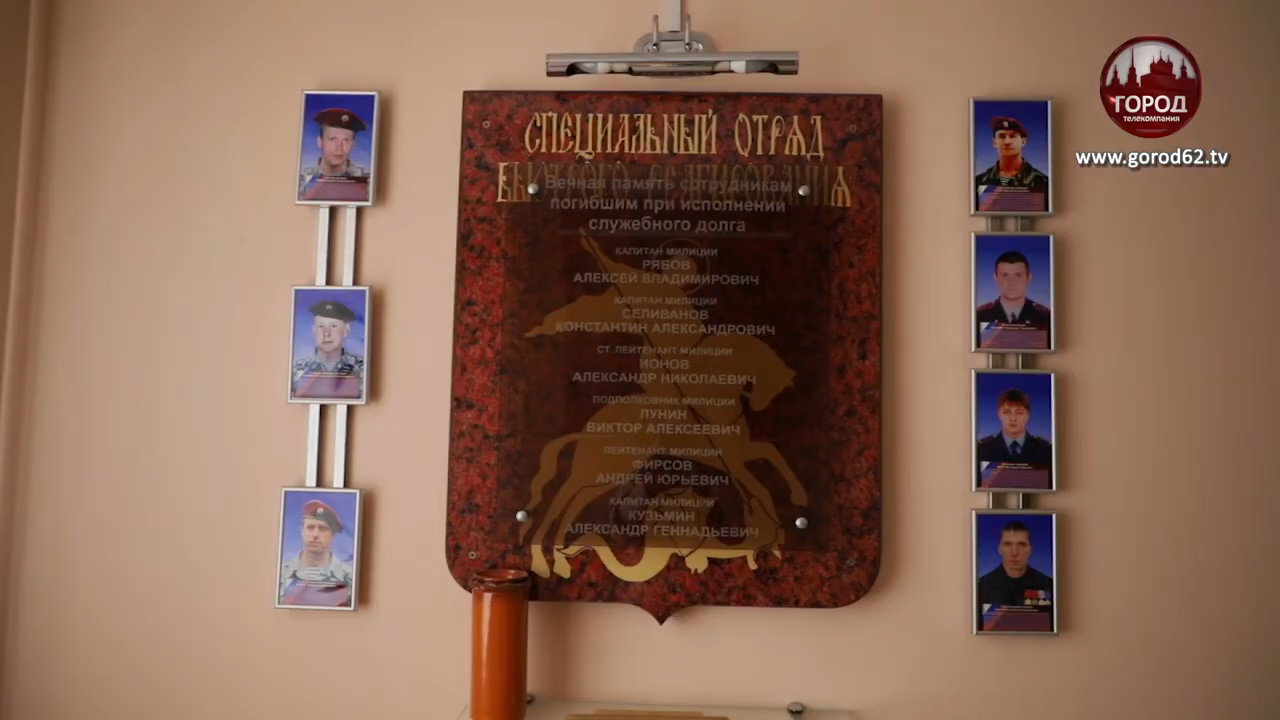 ГОРОД
телекомпания
www.gorod62.tv
СПЕЦИАЛЬНЫЙ ОТРЯД
БЫСТРОГО РЕАГИРОВАНИЯ
Вечная память сотрудникам
погибшим при исполнении
служебного долга
КАПИТАН МИЛИЦИИ
РЯБОВ
АЛЕКСЕЙ ВЛАДИМИРОВИЧ
КАПИТАН МИЛИЦИИ
СЕЛИВАНОВ
КОНСТАНТИН АЛЕКСАНДРОВИЧ
СТ. ЛЕЙТЕНАНТ МИЛИЦИИ
ИОНОВ
АЛЕКСАНДР НИКОЛАЕВИЧ
ПОДПОЛКОВНИК МИЛИЦИИ
ЛУНИН
ВИКТОР АЛЕКСЕЕВИЧ
ЛЕЙТЕНАНТ МИЛИЦИИ
ФИРСОВ
АНДРЕЙ ЮРЬЕВИЧ
КАПИТАН МИЛИЦИИ
КУЗЬМИН
АЛЕКСАНДР ГЕННАДЬЕВИЧ